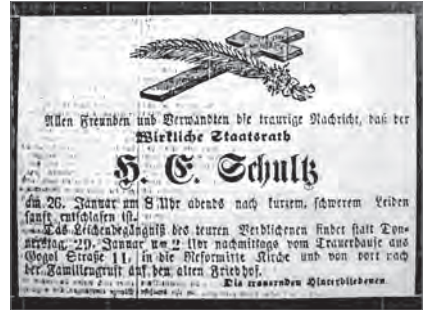 Allen Freunden und Verwandten die traurige Nachricht, daß der
Wirkliche Staatsrath
H. E. Schultz
am 26. Januar um 8 Uhr abends nach kurzem, schwerem Leiden
sanft entschlafen ist.
Das Leichenbegängniß des teuren Verblichenen findet statt Don-
nerstag, 29. Januar um 2 Uhr nachmittags vom Trauerhause aus
Gogol Straße 11, in die Reformirte Kirche und von dort nach
der Familiengruft auf den alten Friedhof.
Die trauernden Hinterbliebenen